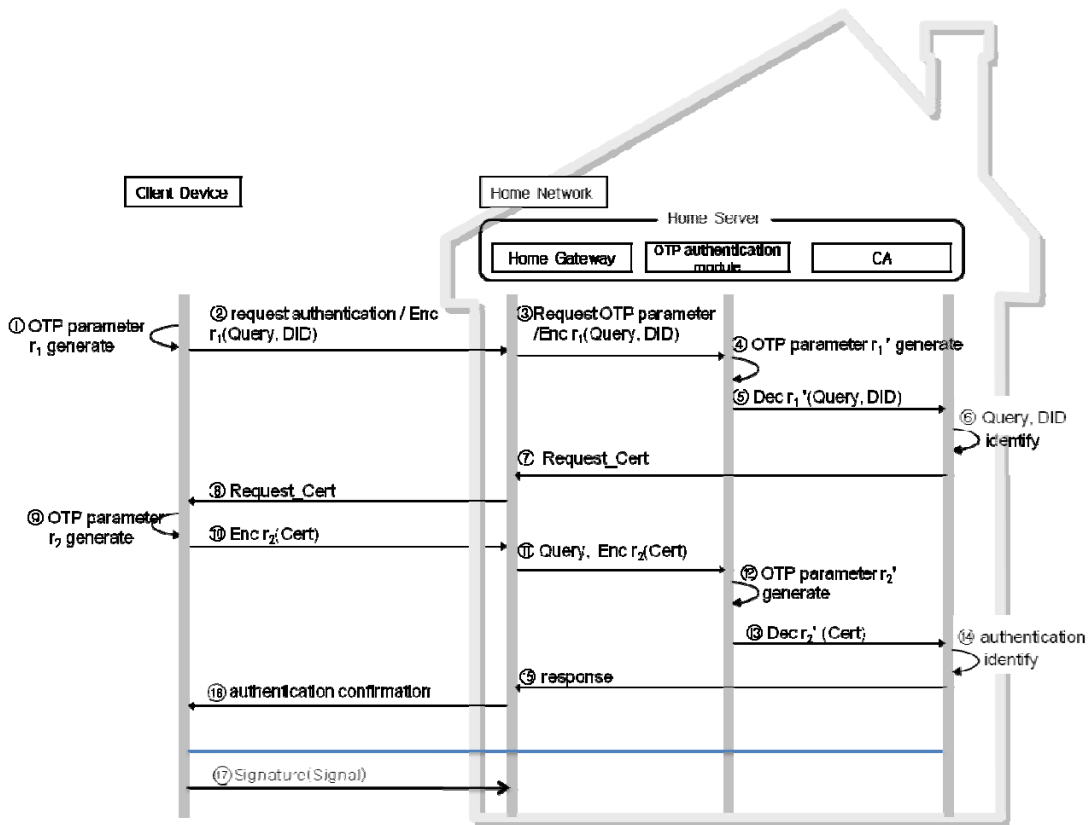 Client Device
Home Network
Home Server
Home Gateway
OTP authentication
module
CA
① OTP parameter
r₁ generate
② request authentication / Enc
r₁(Query, DID)
③Request OTP parameter
/Enc r₁(Query, DID)
④ OTP parameter r₁' generate
⑤ Dec r₁'(Query, DID)
⑥ Query, DID
identify
⑦ Request_Cert
⑧ Request_Cert
⑨ OTP parameter
r₂ generate
⑩ Enc r₂(Cert)
⑪ Query, Enc r₂(Cert)
⑫ OTP parameter r₂'
generate
⑬ Dec r₂' (Cert)
⑭ authentication
identify
⑮ response
⑯ authentication confirmation
⑰ Signature(Signal)